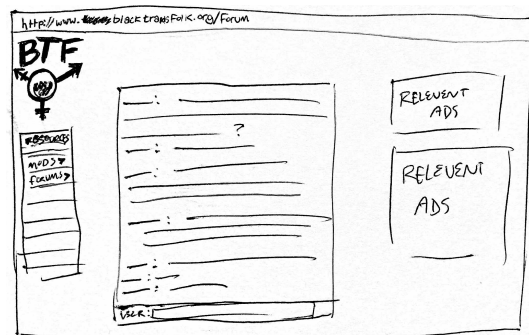 http://www. blacktransfolk.org/Forum
BTF
RESOURCES
MODS
FORUMS
— :
?
— :
— :
— :
— :
— :
— :
USER:
RELEVENT
ADS
RELEVENT
ADS